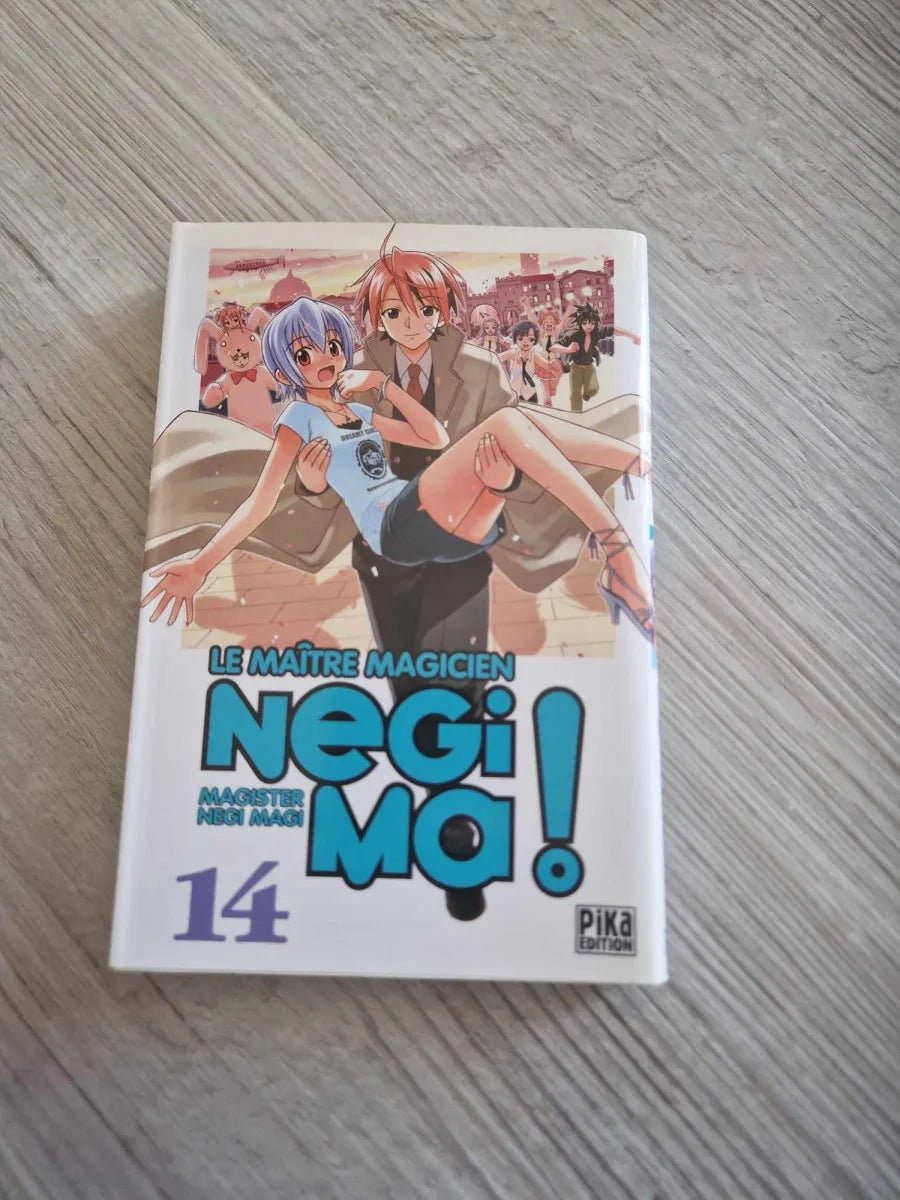 LE MAÎTRE MAGICIEN
NeGi
MAGISTER
NEGI MAGI
Ma!
14
PiKa
EDITION